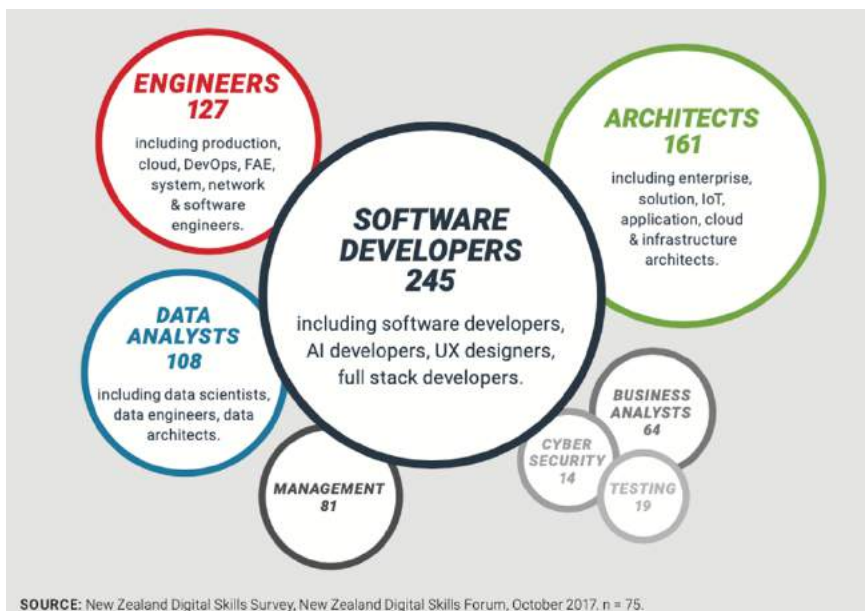 ENGINEERS
127
including production,
cloud, DevOps, FAE,
system, network
& software
engineers.
ARCHITECTS
161
including enterprise,
solution, IoT,
application, cloud
& infrastructure
architects.
SOFTWARE
DEVELOPERS
245
including software developers,
AI developers, UX designers,
full stack developers.
DATA
ANALYSTS
108
including data scientists,
data engineers, data
architects.
BUSINESS
ANALYSTS
64
CYBER
SECURITY
14
MANAGEMENT
81
TESTING
19
SOURCE: New Zealand Digital Skills Survey, New Zealand Digital Skills Forum, October 2017. n = 75.